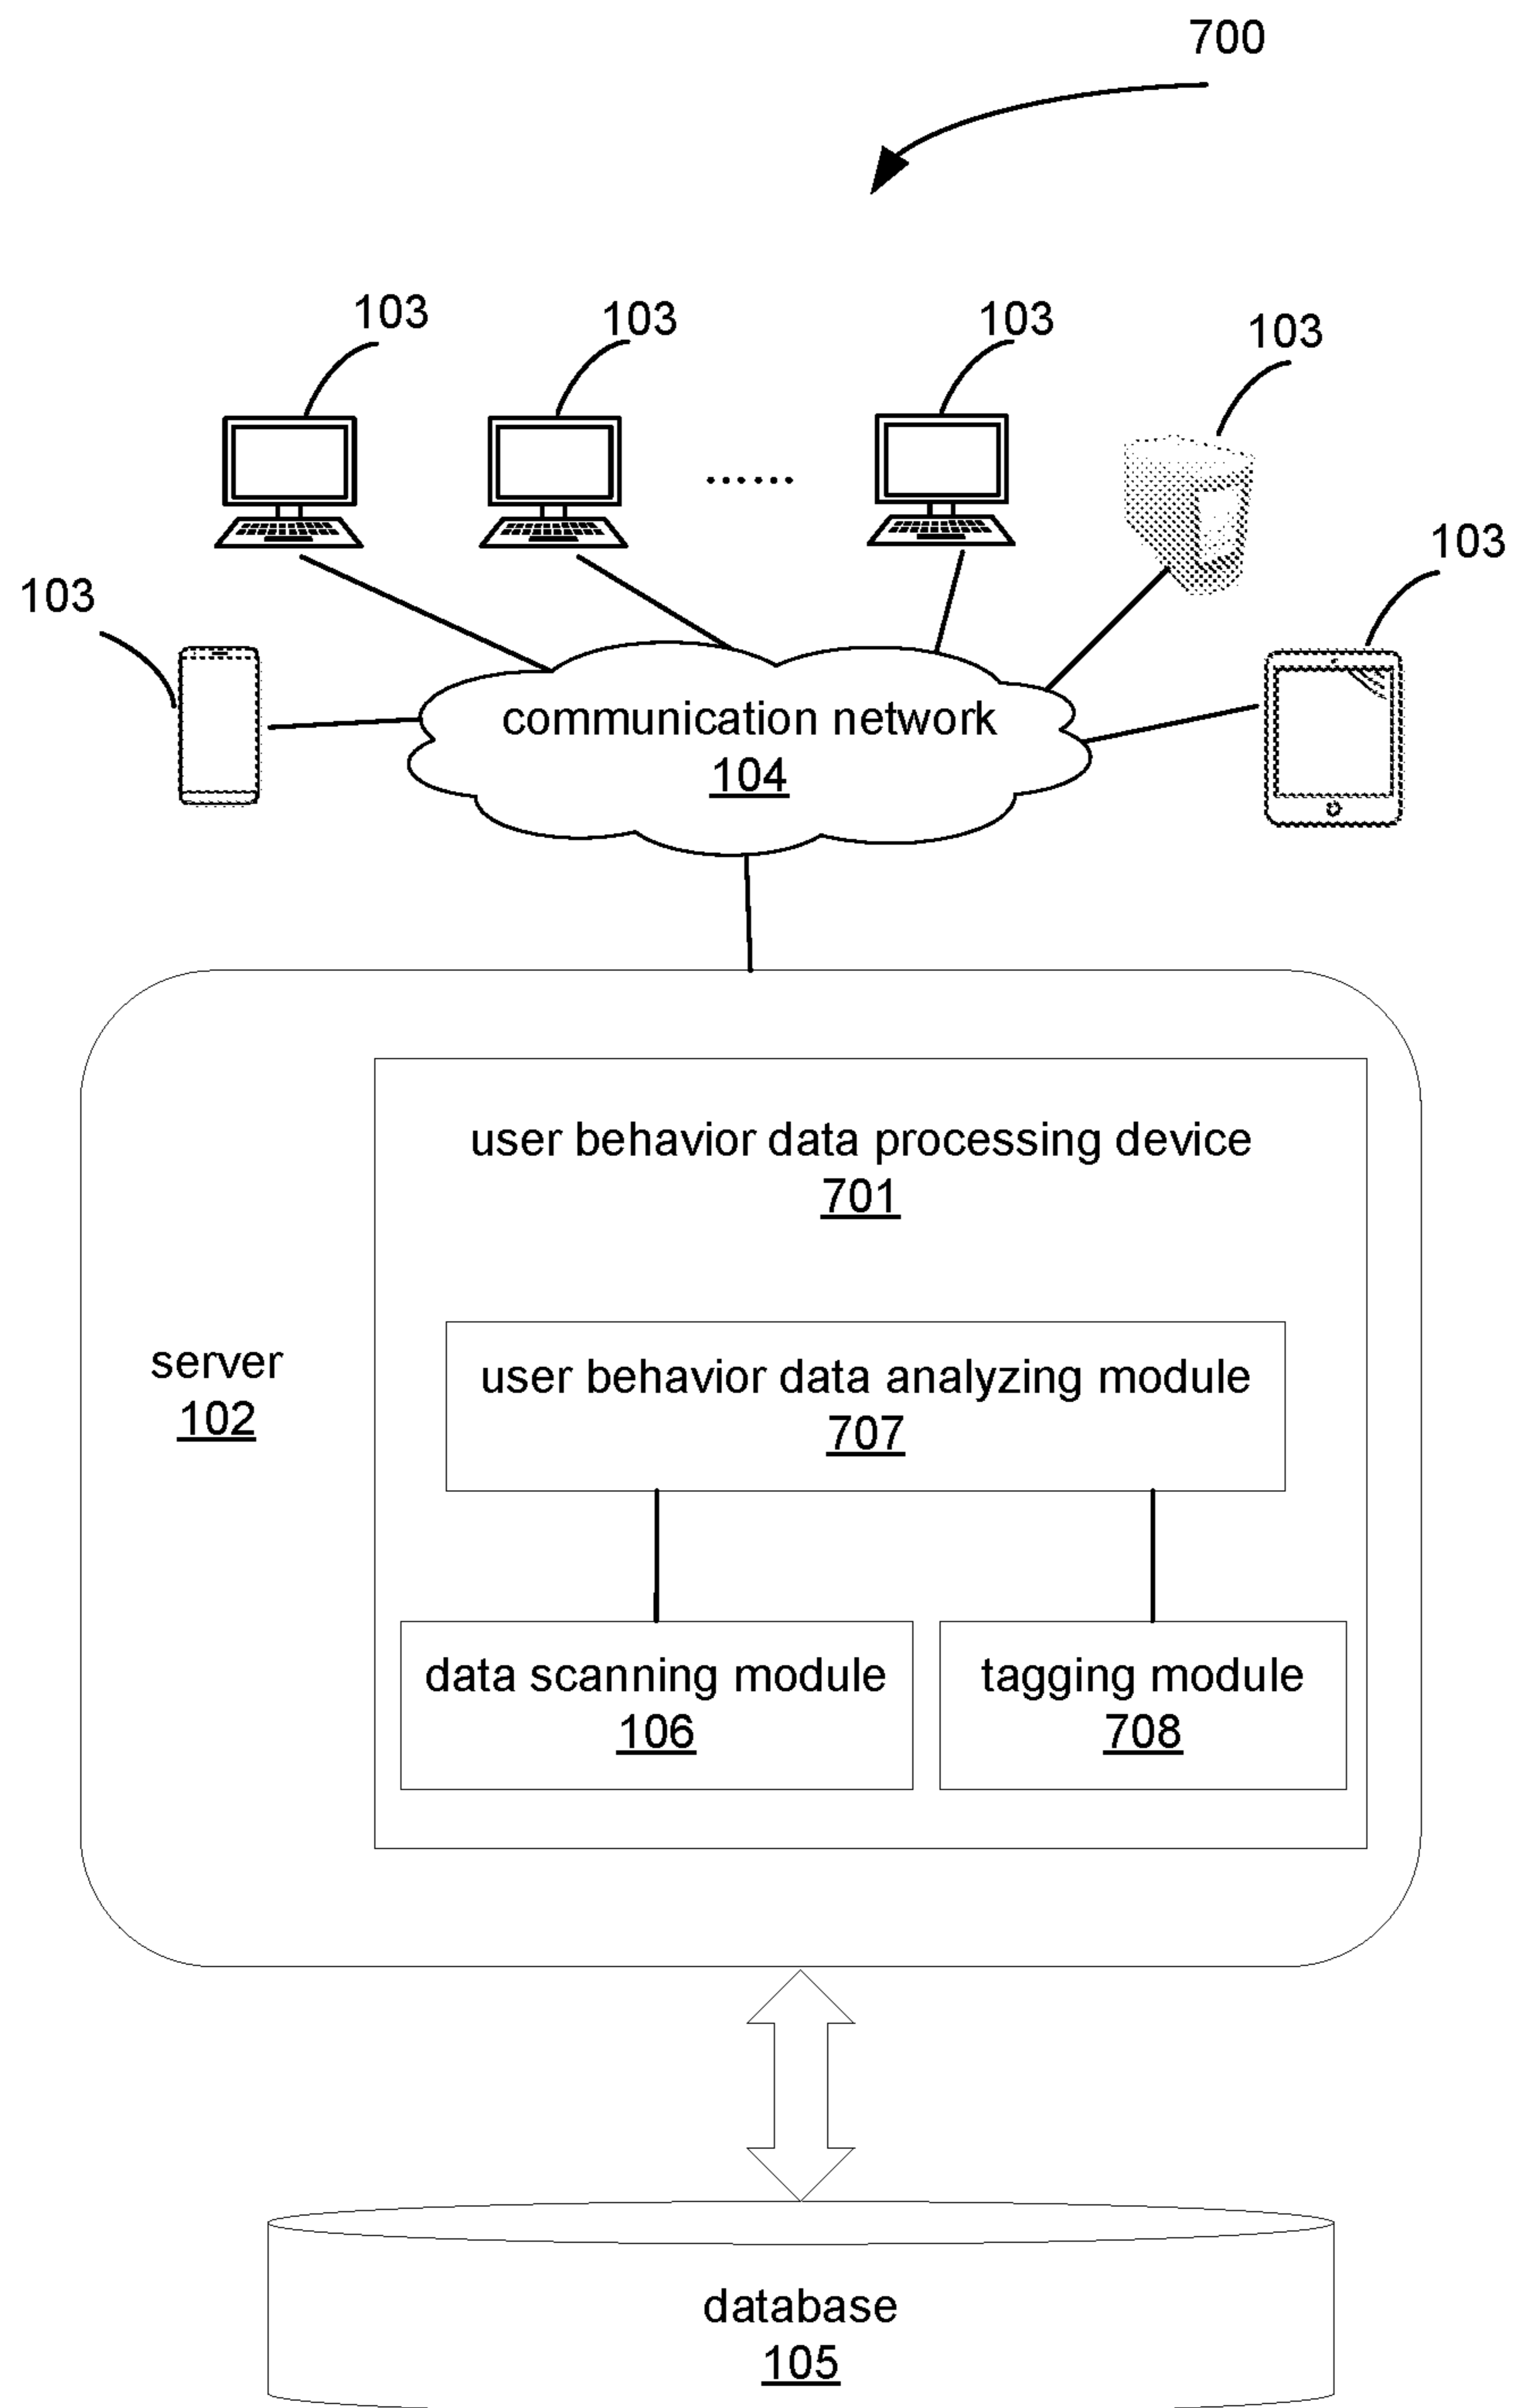 700
103
103
103
103
103
103
communication network
104
user behavior data processing device
701
server
102
user behavior data analyzing module
707
data scanning module
106
tagging module
708
database
105